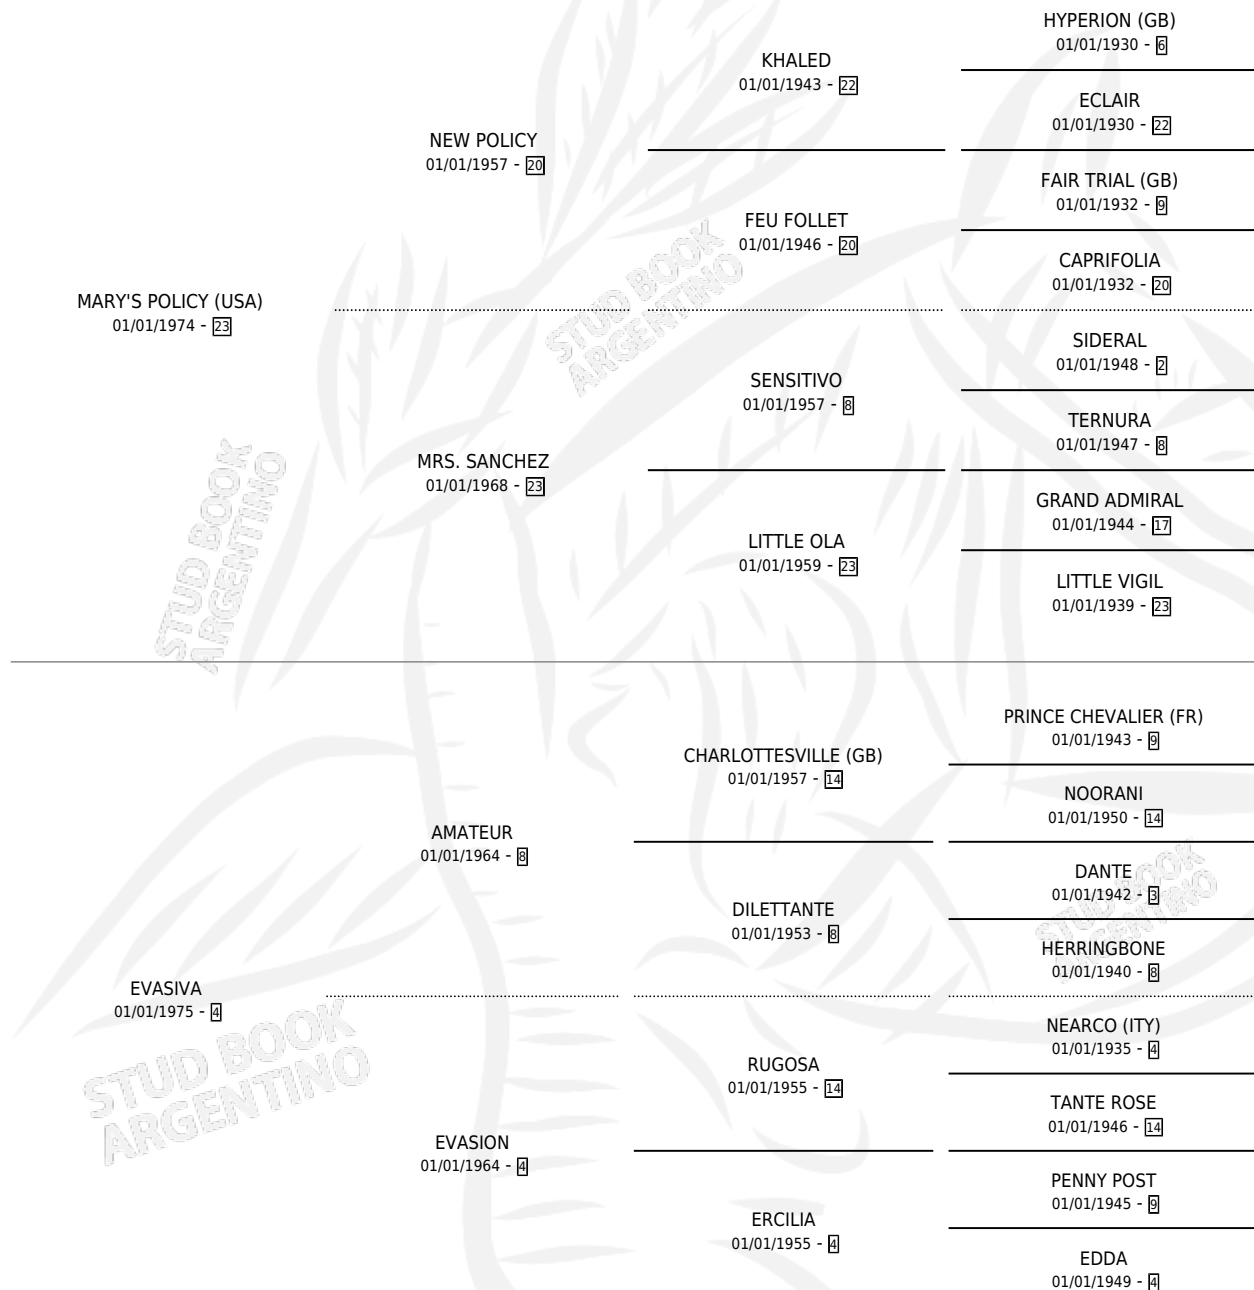 HYPERION (GB)
01/01/1930 - 6
KHALED
01/01/1943 - 22
ECLAIR
01/01/1930 - 22
NEW POLICY
01/01/1957 - 20
FAIR TRIAL (GB)
01/01/1932 - 9
FEU FOLLET
01/01/1946 - 20
CAPRIFOLIA
01/01/1932 - 20
MARY'S POLICY (USA)
01/01/1974 - 23
SIDERAL
01/01/1948 - 2
SENSITIVO
01/01/1957 - 8
TERNURA
01/01/1947 - 8
MRS. SANCHEZ
01/01/1968 - 23
GRAND ADMIRAL
01/01/1944 - 17
LITTLE OLA
01/01/1959 - 23
LITTLE VIGIL
01/01/1939 - 23
PRINCE CHEVALIER (FR)
01/01/1943 - 9
CHARLOTTESVILLE (GB)
01/01/1957 - 14
NOORANI
01/01/1950 - 14
AMATEUR
01/01/1964 - 8
DANTE
01/01/1942 - 3
DILETTANTE
01/01/1953 - 8
HERRINGBONE
01/01/1940 - 8
EVASIVA
01/01/1975 - 4
NEARCO (ITY)
01/01/1935 - 4
RUGOSA
01/01/1955 - 14
TANTE ROSE
01/01/1946 - 14
EVASION
01/01/1964 - 4
PENNY POST
01/01/1945 - 9
ERCILIA
01/01/1955 - 4
EDDA
01/01/1949 - 4
STUD BOOK
ARGENTINO
STUD BOOK
ARGENTINO
STUD BOOK
ARGENTINO
STUD BOOK
ARGENTINO